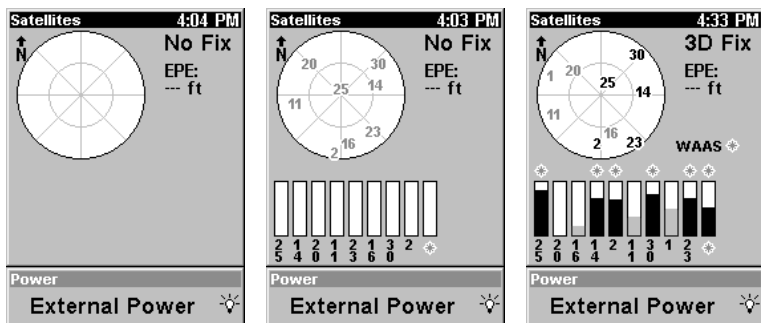 Satellites 4:04 PM
N
No Fix
EPE:
--- ft
Power
External Power
Satellites 4:03 PM
N
No Fix
EPE:
--- ft
20 30
25 14
11
23
16
2
25 14 20 11 23 16 30 2
Power
External Power
Satellites 4:33 PM
N
3D Fix
EPE:
--- ft
30
1 20
25
14
11
16
2 23
WAAS
25 20 16 14 2 11 30 1 23
Power
External Power